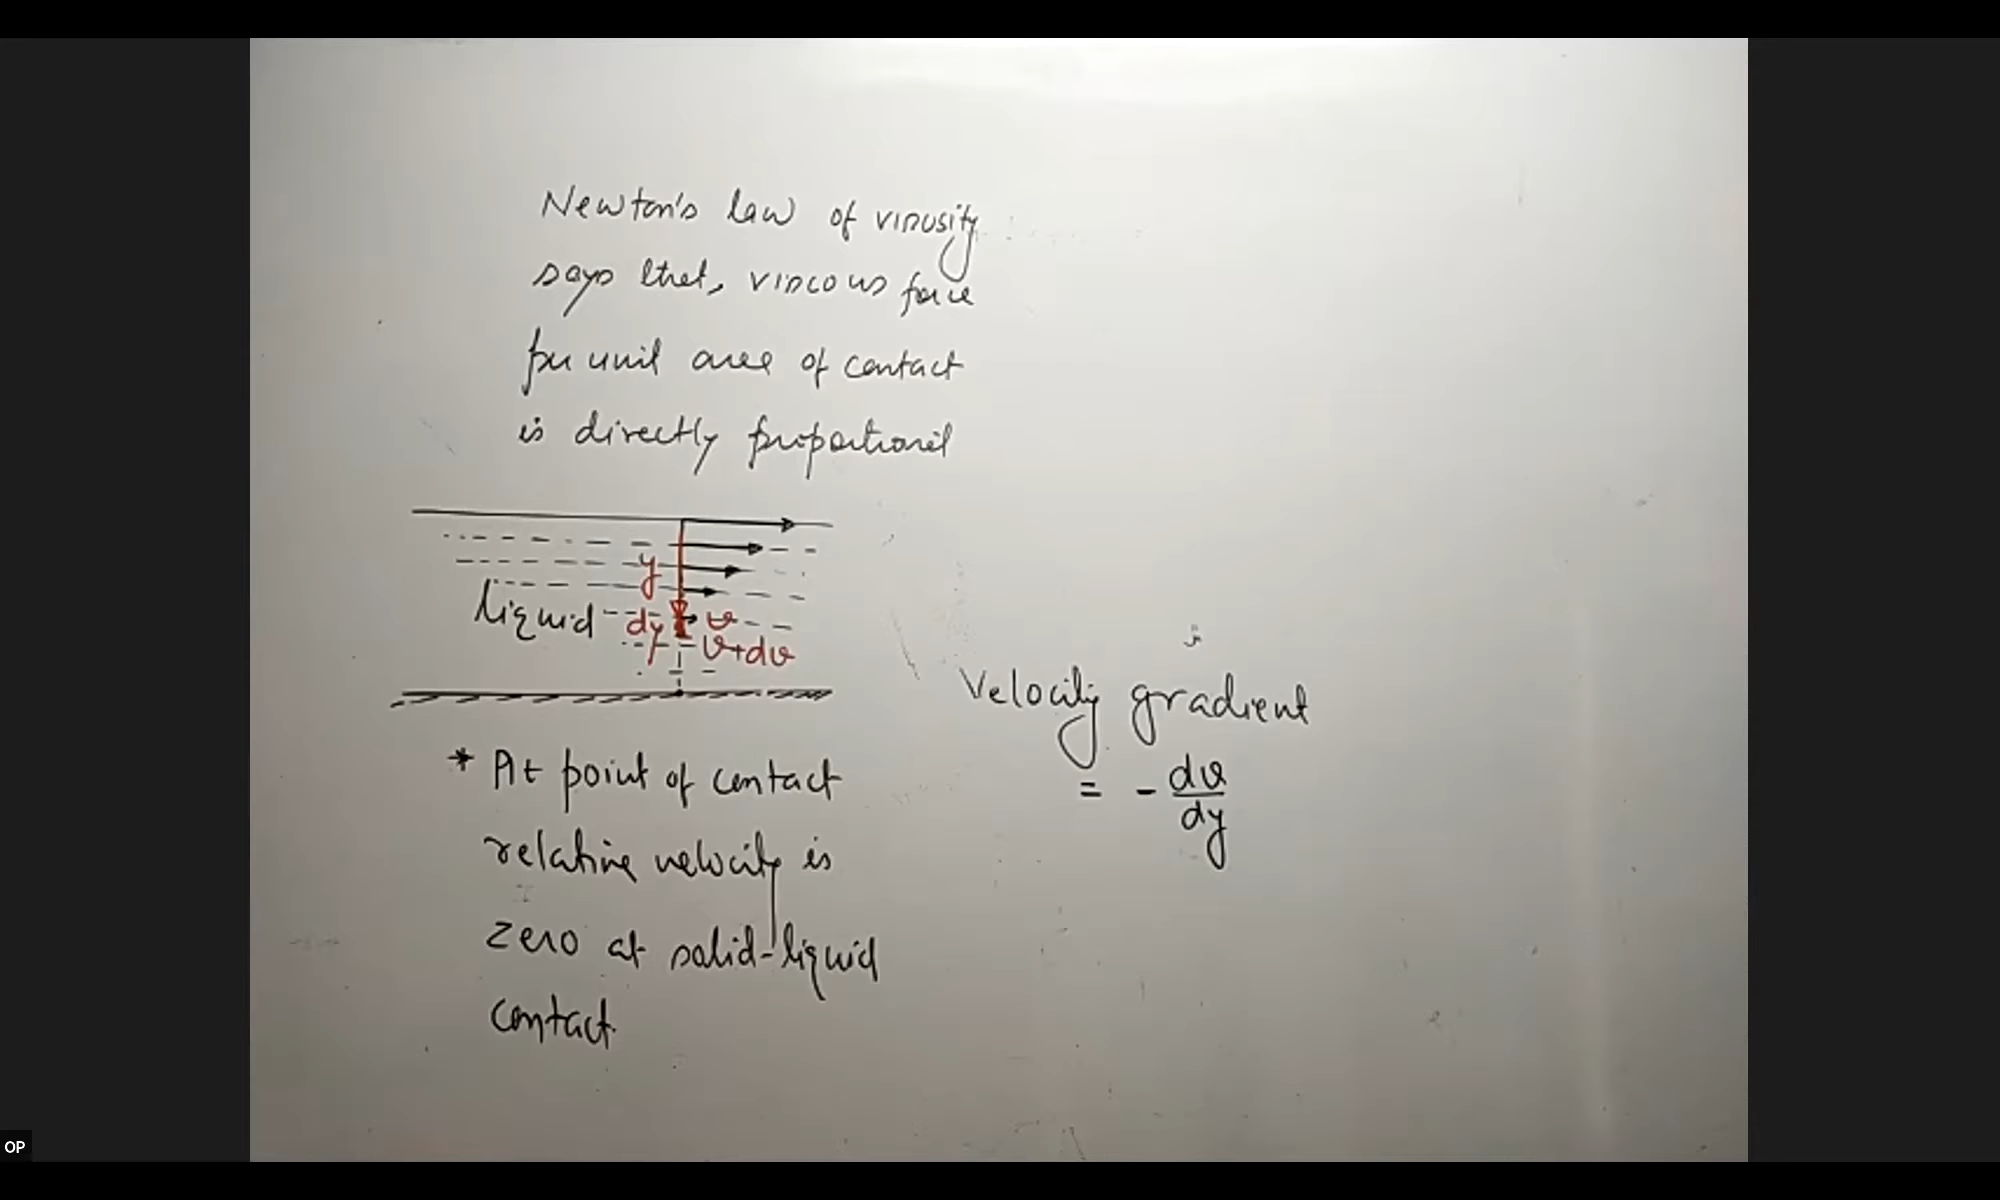 Newton's law of viscosity
says that, viscous force
per unit area of contact
is directly proportional
y
liquid
dy
v
v+dv
* At point of contact
relative velocity is
zero at solid-liquid
contact.
Velocity gradient
= - dv/dy
OP